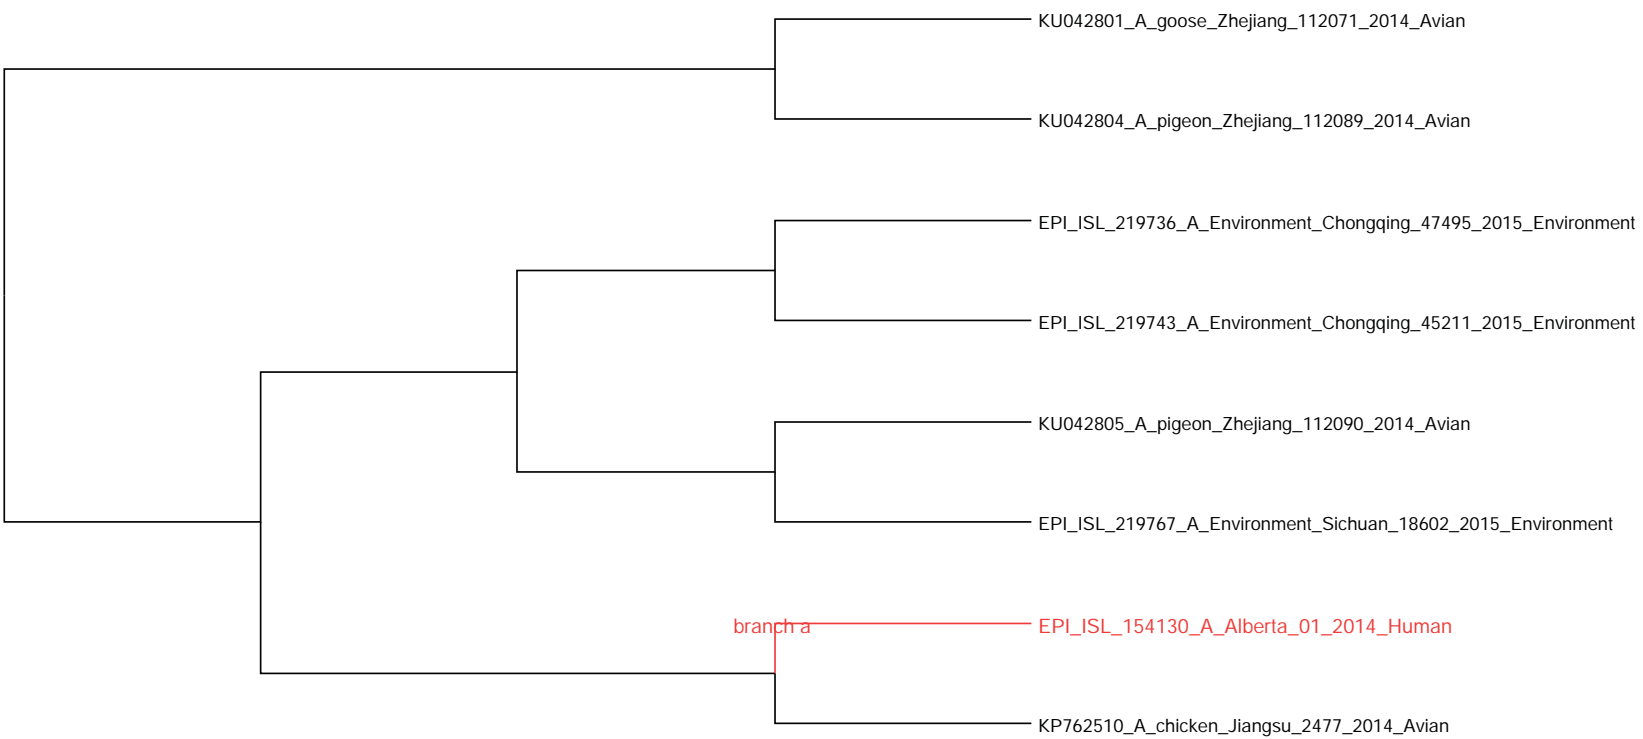 KU042801_A_goose_Zhejiang_112071_2014_Avian
KU042804_A_pigeon_Zhejiang_112089_2014_Avian
EPI_ISL_219736_A_Environment_Chongqing_47495_2015_Environment
EPI_ISL_219743_A_Environment_Chongqing_45211_2015_Environment
KU042805_A_pigeon_Zhejiang_112090_2014_Avian
EPI_ISL_219767_A_Environment_Sichuan_18602_2015_Environment
branch a
EPI_ISL_154130_A_Alberta_01_2014_Human
KP762510_A_chicken_Jiangsu_2477_2014_Avian